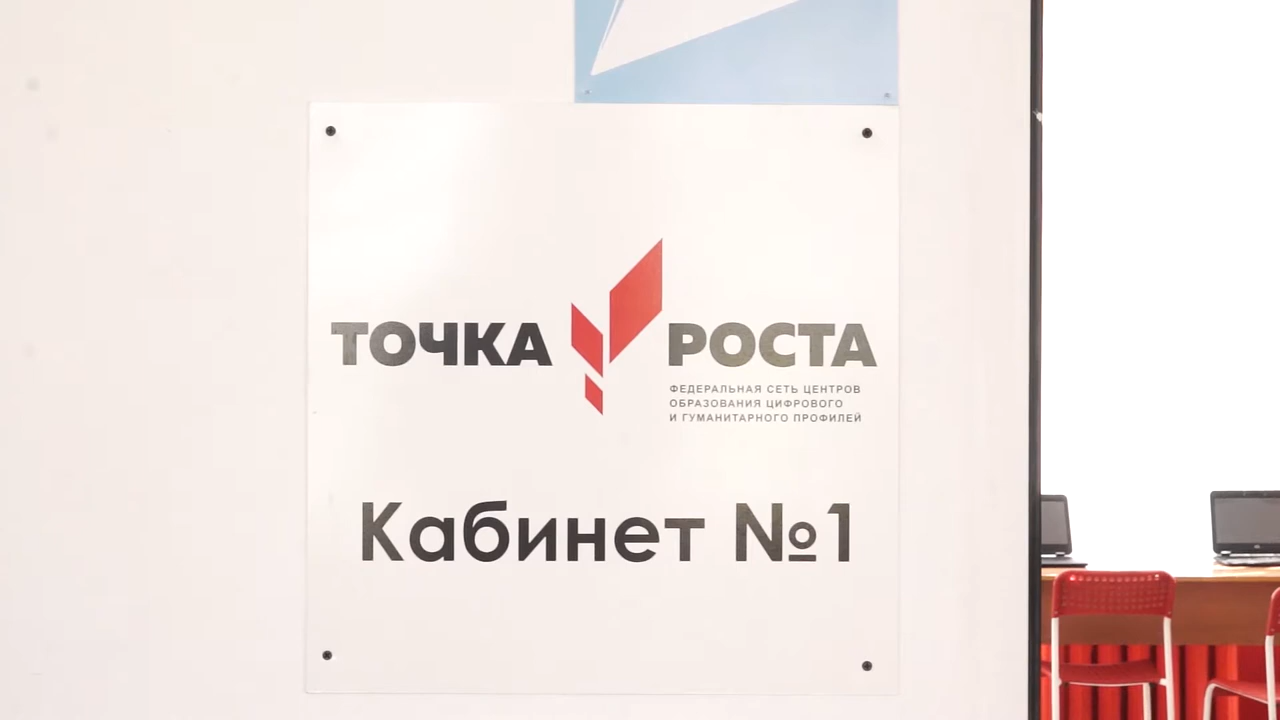 ТОЧКА РОСТА
ФЕДЕРАЛЬНАЯ СЕТЬ ЦЕНТРОВ
ОБРАЗОВАНИЯ ЦИФРОВОГО
И ГУМАНИТАРНОГО ПРОФИЛЕЙ
Кабинет №1